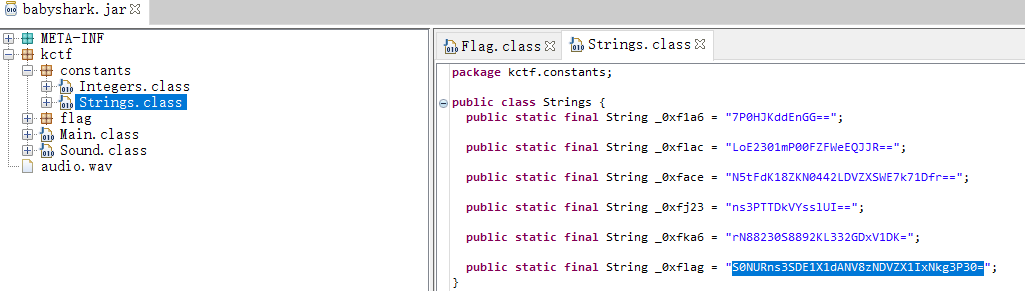 babyshark.jar
META-INF
kctf
constants
Integers.class
Strings.class
flag
Main.class
Sound.class
audio.wav
Flag.class Strings.class
package kctf.constants;
public class Strings {
public static final String _0xf1a6 = "7P0HJKddEnGG==";
public static final String _0xflac = "LoE2301mP00FZFWeEQJJR==";
public static final String _0xface = "N5tFdK18ZKN0442LDVZXSWE7k71Dfr==";
public static final String _0xfj23 = "ns3PTTDkVYsslUI==";
public static final String _0xfka6 = "rN88230S8892KL332GDxV1DK=";
public static final String _0xflag = "S0NURns3SDE1X1dANV8zNDVZX1IxNkg3P30=";
}